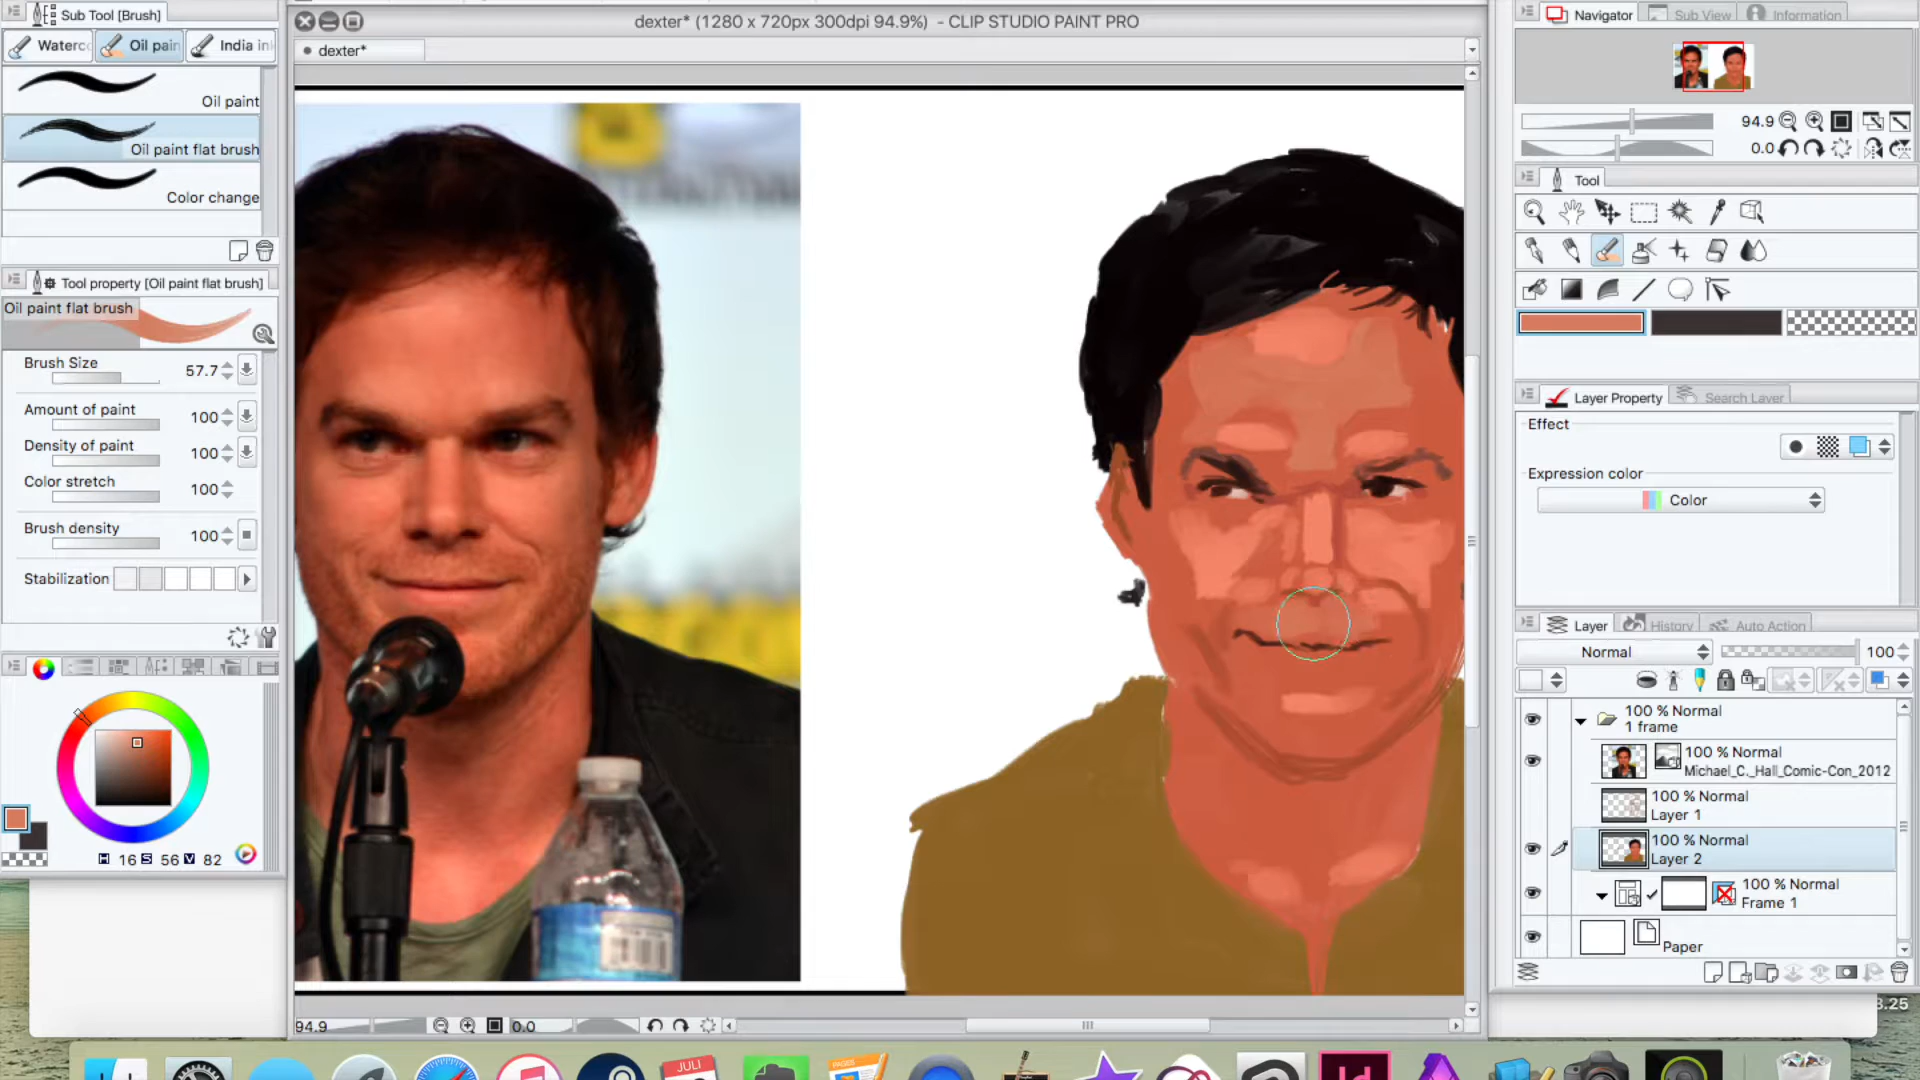 Sub Tool [Brush]
Waterc Oil pain India in
Oil paint
Oil paint flat brush
Color change
Tool property [Oil paint flat brush]
Oil paint flat brush
Brush Size 57.7
Amount of paint 100
Density of paint 100
Color stretch 100
Brush density 100
Stabilization
H 16 S 56 V 82
dexter* (1280 x 720px 300dpi 94.9%) - CLIP STUDIO PAINT PRO
dexter*
94.9 0.0
Navigator Sub View Information
94.9
0.0
Tool
Layer Property Search Layer
Effect
Expression color
Color
Layer History Auto Action
Normal 100
100 % Normal
1 frame
100 % Normal
Michael_C._Hall_Comic-Con_2012
100 % Normal
Layer 1
100 % Normal
Layer 2
100 % Normal
Frame 1
Paper
3.25
JULI
PAGES
Id